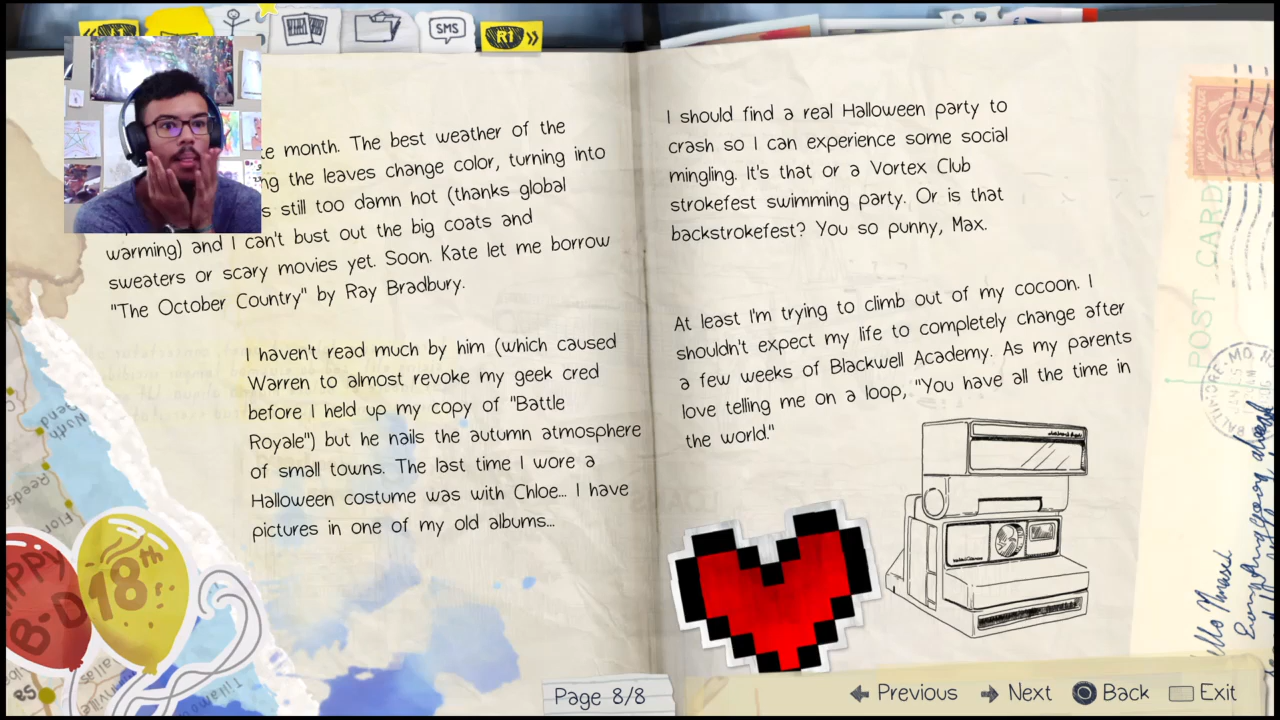 SMS
R1
te month. The best weather of the
ng the leaves change color, turning into
s still too damn hot (thanks global
warming) and I can't bust out the big coats and
sweaters or scary movies yet. Soon. Kate let me borrow
"The October Country" by Ray Bradbury.
I haven't read much by him (which caused
Warren to almost revoke my geek cred
before I held up my copy of "Battle
Royale") but he nails the autumn atmosphere
of small towns. The last time I wore a
Halloween costume was with Chloe... I have
pictures in one of my old albums...
I should find a real Halloween party to
crash so I can experience some social
mingling. It's that or a Vortex Club
strokefest swimming party. Or is that
backstrokefest? You so punny, Max.
At least I'm trying to climb out of my cocoon. I
shouldn't expect my life to completely change after
a few weeks of Blackwell Academy. As my parents
love telling me on a loop, "You have all the time in
the world."
HAPPY
B-D
18th
POST CARD
Page 8/8
Previous
Next
Back
Exit